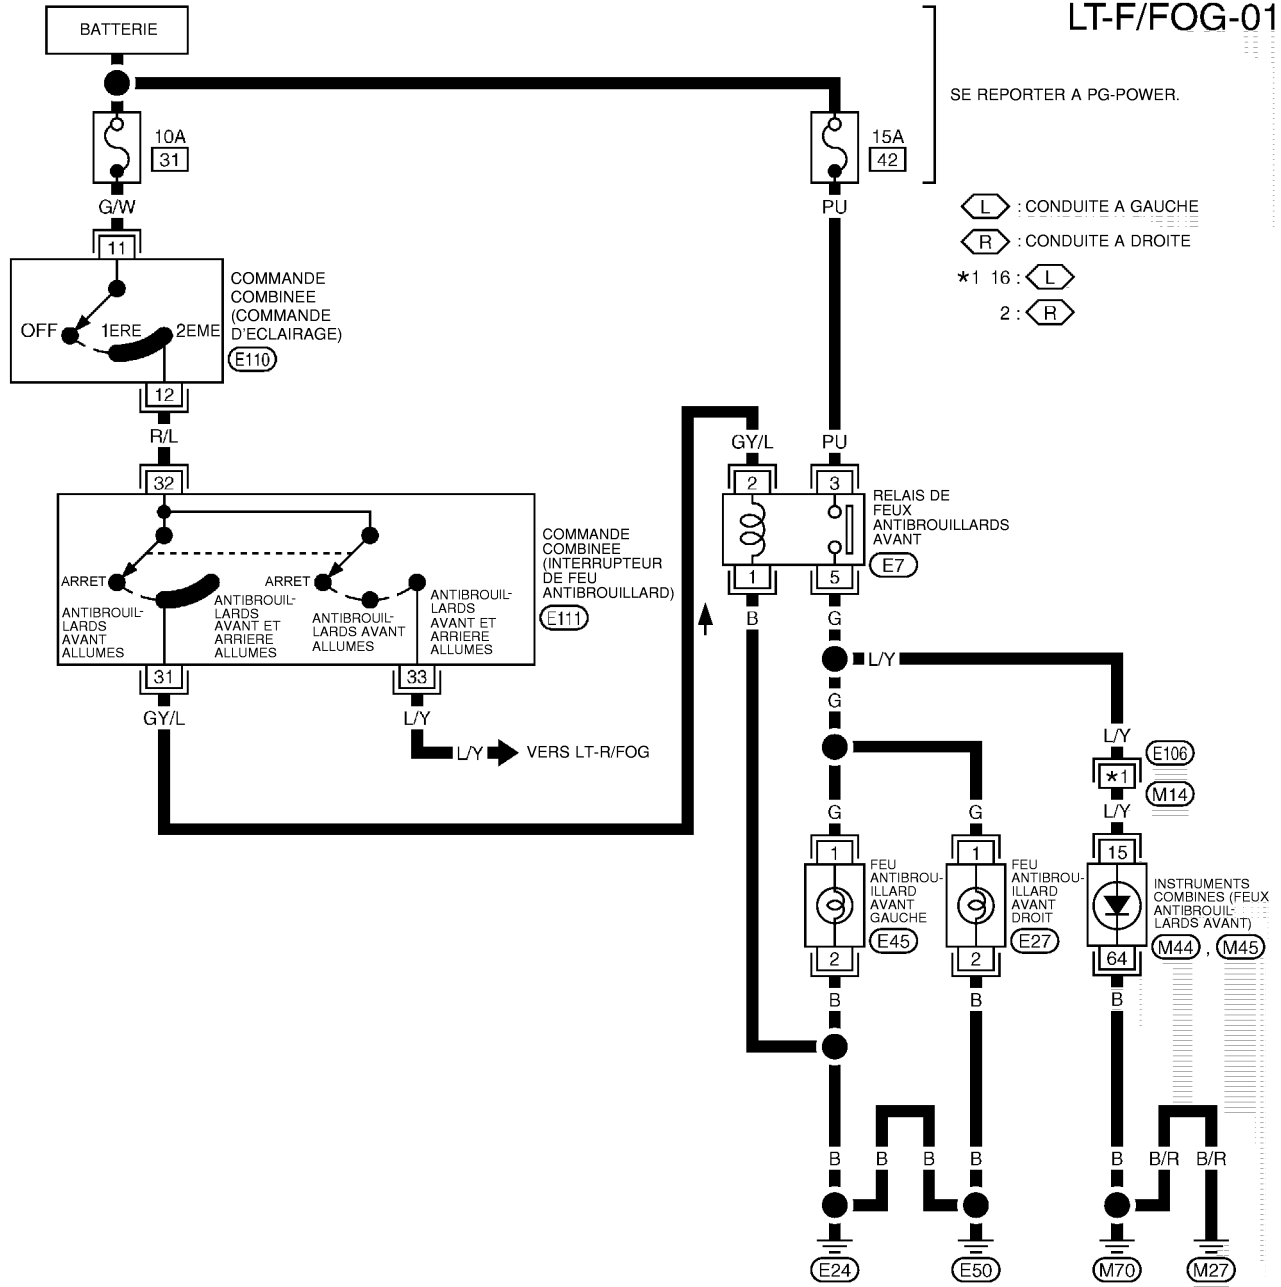 LT-F/FOG-01
BATTERIE
SE REPORTER A PG-POWER.
10A
31
15A
42
G/W
PU
L : CONDUITE A GAUCHE
R : CONDUITE A DROITE
*1 16 : L
2 : R
11
COMMANDE
COMBINEE
(COMMANDE
D'ECLAIRAGE)
E110
OFF
1ERE
2EME
12
R/L
32
GY/L
PU
2
3
RELAIS DE
FEUX
ANTIBROUILLARDS
AVANT
E7
1
5
B
G
COMMANDE
COMBINEE
(INTERRUPTEUR
DE FEU
ANTIBROUILLARD)
E111
ARRET
ANTIBROUIL-
LARDS
AVANT
ALLUMES
ANTIBROUIL-
LARDS
AVANT ET
ARRIERE
ALLUMES
ARRET
ANTIBROUIL-
LARDS AVANT
ALLUMES
ANTIBROUIL-
LARDS
AVANT ET
ARRIERE
ALLUMES
31
33
GY/L
L/Y
L/Y
VERS LT-R/FOG
L/Y
G
L/Y
E106
*1
M14
G
G
L/Y
1
1
15
FEU
ANTIBROU-
ILLARD
AVANT
GAUCHE
E45
FEU
ANTIBROU-
ILLARD
AVANT
DROIT
E27
INSTRUMENTS
COMBINES (FEUX
ANTIBROUIL-
LARDS AVANT)
M44 , M45
2
2
64
B
B
B
B
B
B
B
B
B/R
B/R
E24
E50
M70
M27